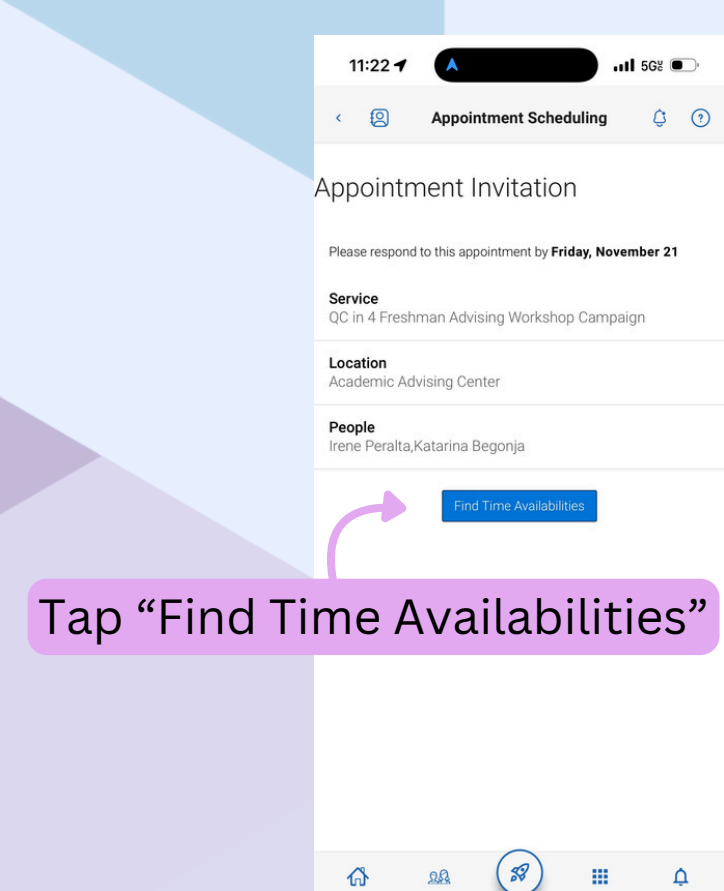 11:22
5G
Appointment Scheduling
Appointment Invitation
Please respond to this appointment by Friday, November 21
Service
QC in 4 Freshman Advising Workshop Campaign
Location
Academic Advising Center
People
Irene Peralta,Katarina Begonja
Find Time Availabilities
Tap “Find Time Availabilities”